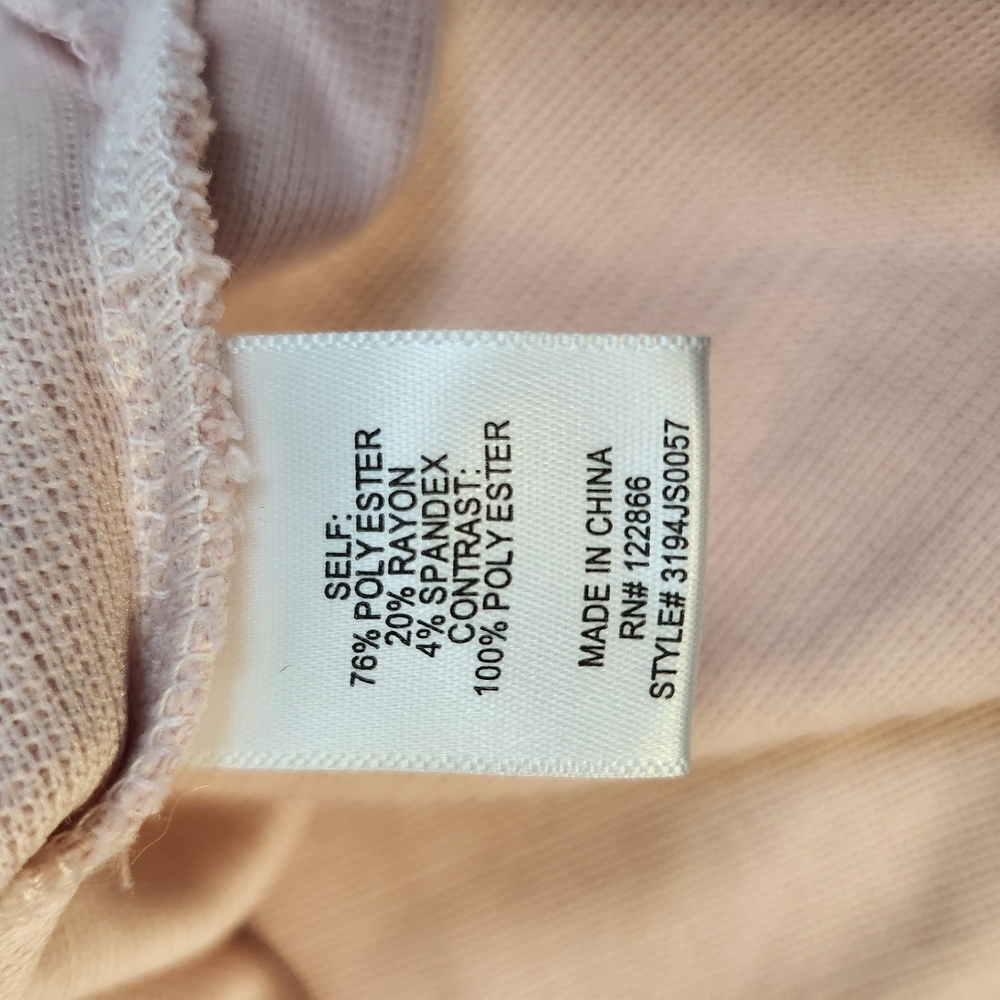 SELF:
76% POLYESTER
20% RAYON
4% SPANDEX
CONTRAST:
100% POLYESTER
MADE IN CHINA
RN# 122866
STYLE# 3194JS0057